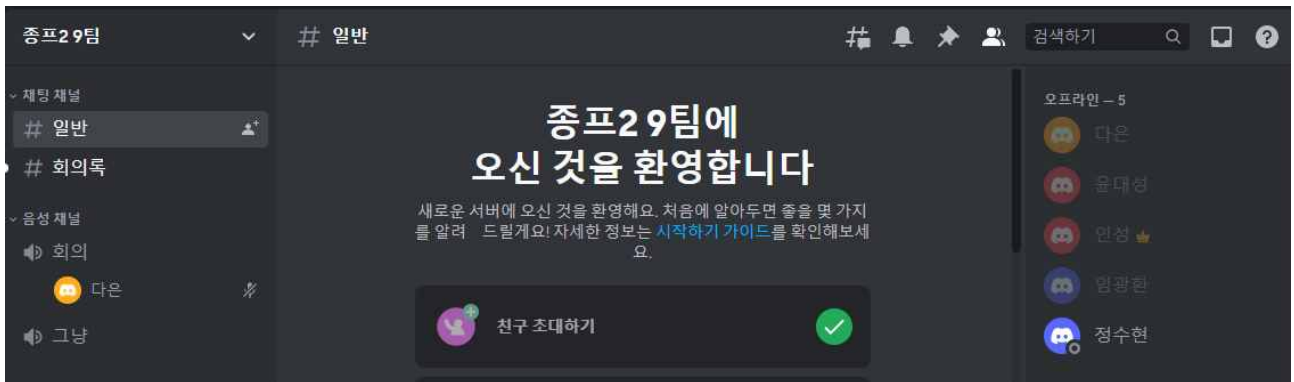 종프2 9팀
# 일반
검색하기
채팅 채널
# 일반
# 회의록
음성 채널
회의
다은
그냥
종프2 9팀에
오신 것을 환영합니다
새로운 서버에 오신 것을 환영해요. 처음에 알아두면 좋을 몇 가지
를 알려 드릴게요! 자세한 정보는 시작하기 가이드를 확인해보세
요.
친구 초대하기
오프라인 — 5
다은
윤대성
인성
임광환
정수현